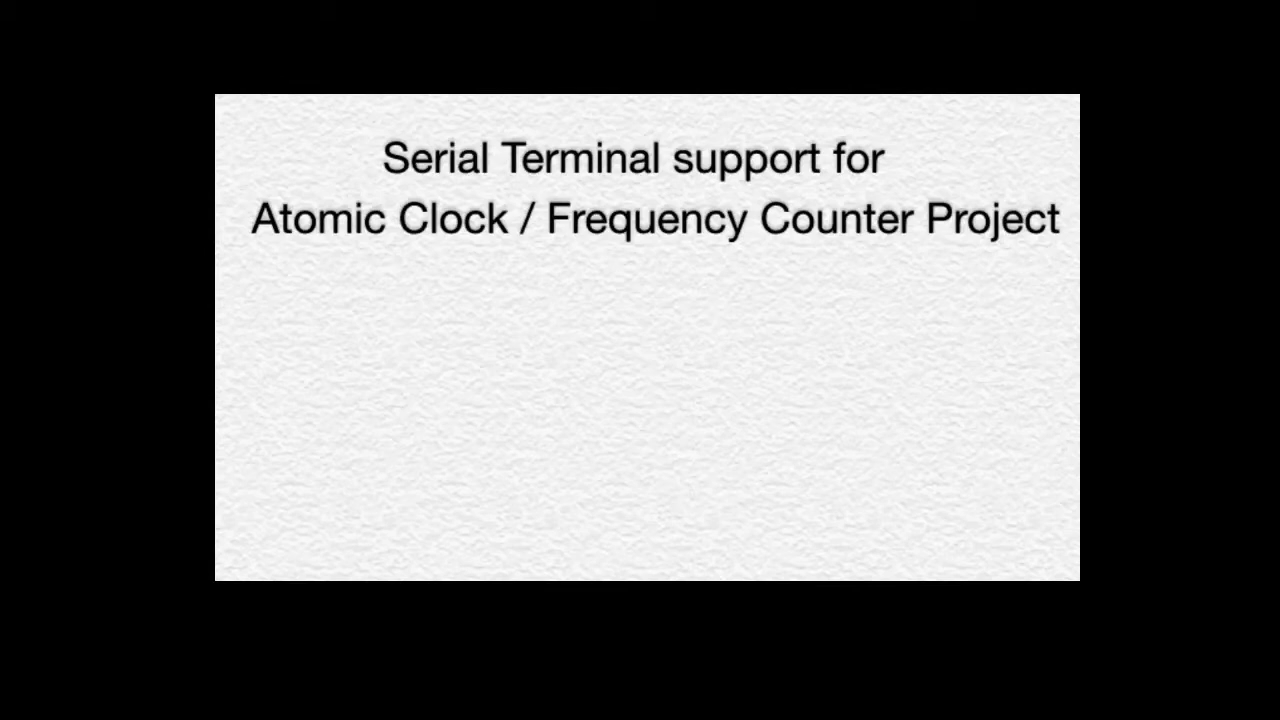 Serial Terminal support for
Atomic Clock / Frequency Counter Project